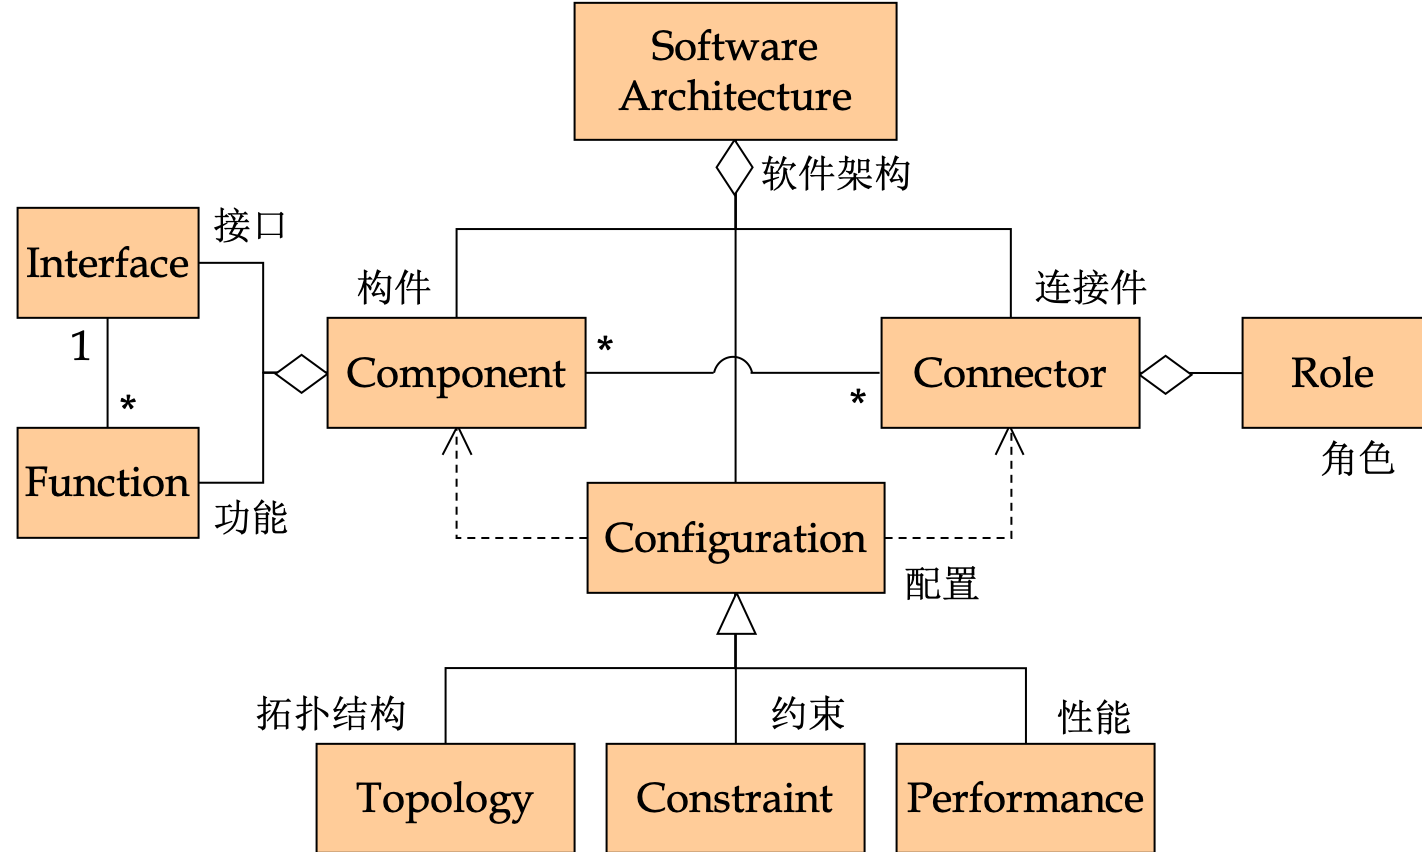 Software
Architecture
软件架构
接口
Interface
构件
连接件
1
*
Component
*
*
Connector
Role
角色
Function
功能
Configuration
配置
拓扑结构
约束
性能
Topology
Constraint
Performance